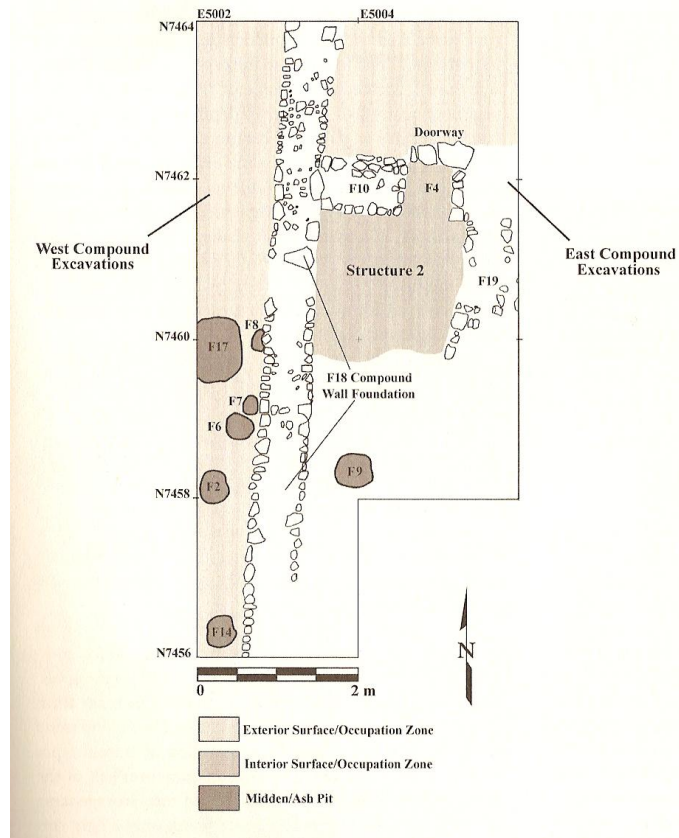 E5002
E5004
N7464
Doorway
N7462
F10
F4
West Compound
Excavations
East Compound
Excavations
Structure 2
F19
F8
N7460
F17
F18 Compound
Wall Foundation
F7
F6
F9
F2
N7458
F14
N7456
N
0
2 m
Exterior Surface/Occupation Zone
Interior Surface/Occupation Zone
Midden/Ash Pit